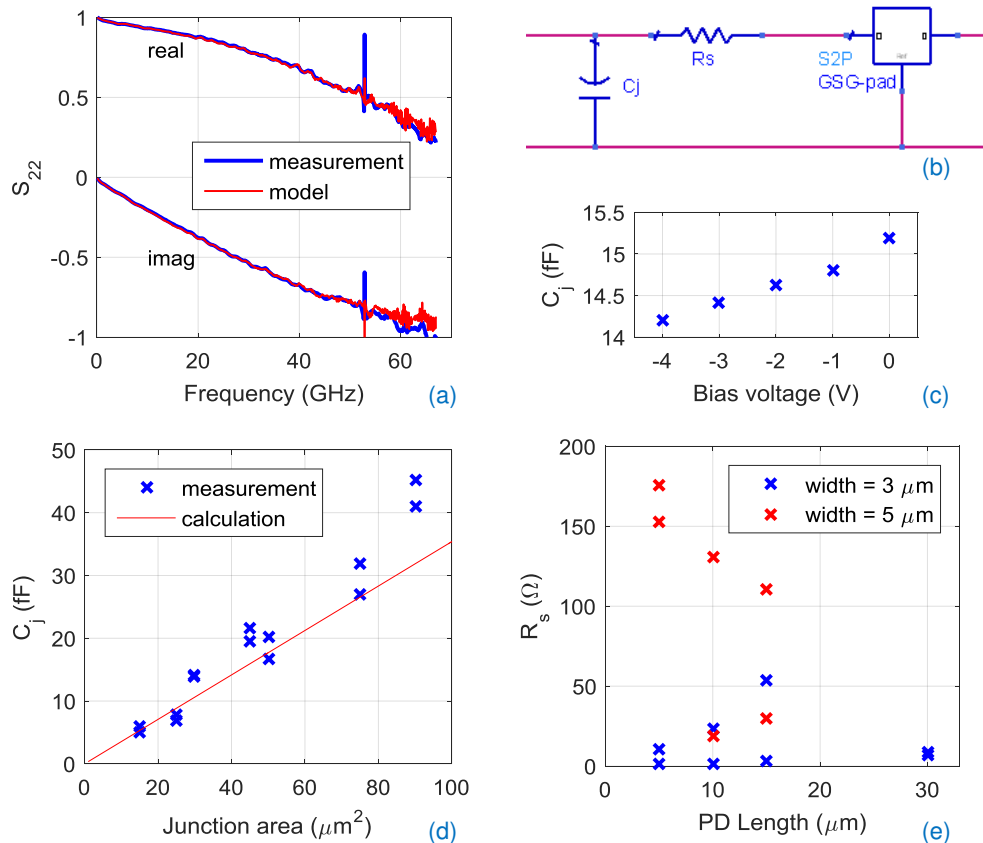 1
0.5
0
-0.5
-1
S22
real
imag
measurement
model
0
20
40
60
Frequency (GHz)
(a)
Rs
Cj
S2P
GSG-pad
Ref
(b)
15.5
15
14.5
14
Cj (fF)
-4
-3
-2
-1
0
Bias voltage (V)
(c)
50
40
30
20
10
0
Cj (fF)
measurement
calculation
0
20
40
60
80
100
Junction area (μm2)
(d)
200
150
100
50
0
Rs (Ω)
width = 3 μm
width = 5 μm
0
10
20
30
PD Length (μm)
(e)